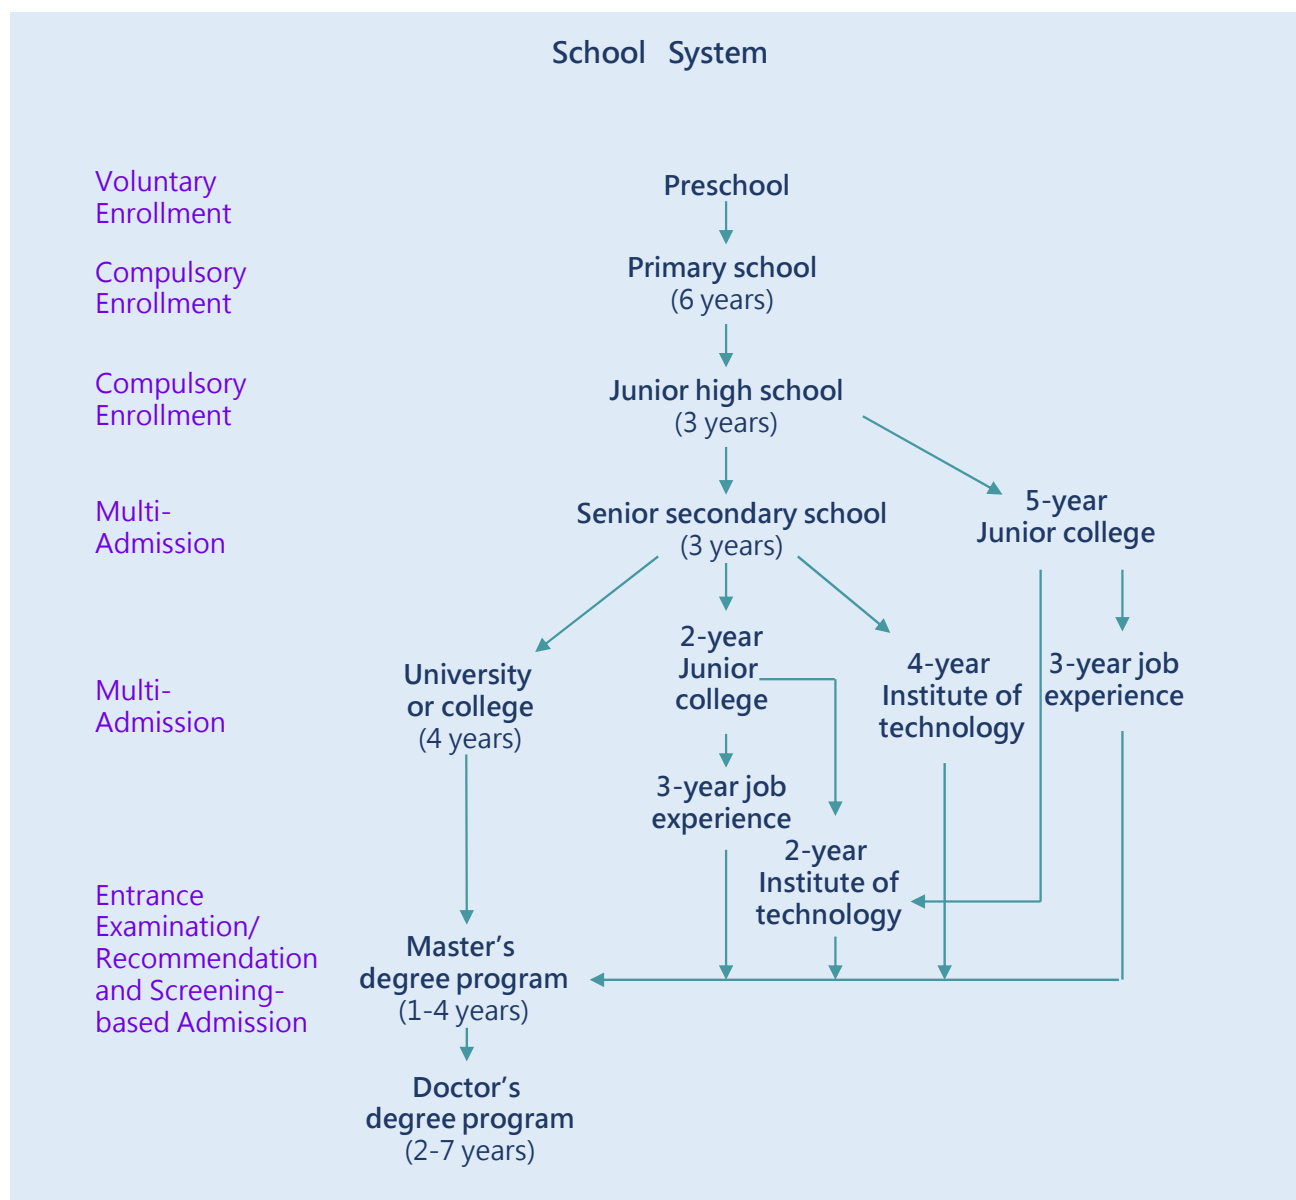 School System
Voluntary
Enrollment
Preschool
Compulsory
Enrollment
Primary school
(6 years)
Compulsory
Enrollment
Junior high school
(3 years)
Multi-
Admission
Senior secondary school
(3 years)
5-year
Junior college
Multi-
Admission
University
or college
(4 years)
2-year
Junior
college
4-year
Institute of
technology
3-year job
experience
3-year job
experience
2-year
Institute of
technology
Entrance
Examination/
Recommendation
and Screening-
based Admission
Master’s
degree program
(1-4 years)
Doctor’s
degree program
(2-7 years)